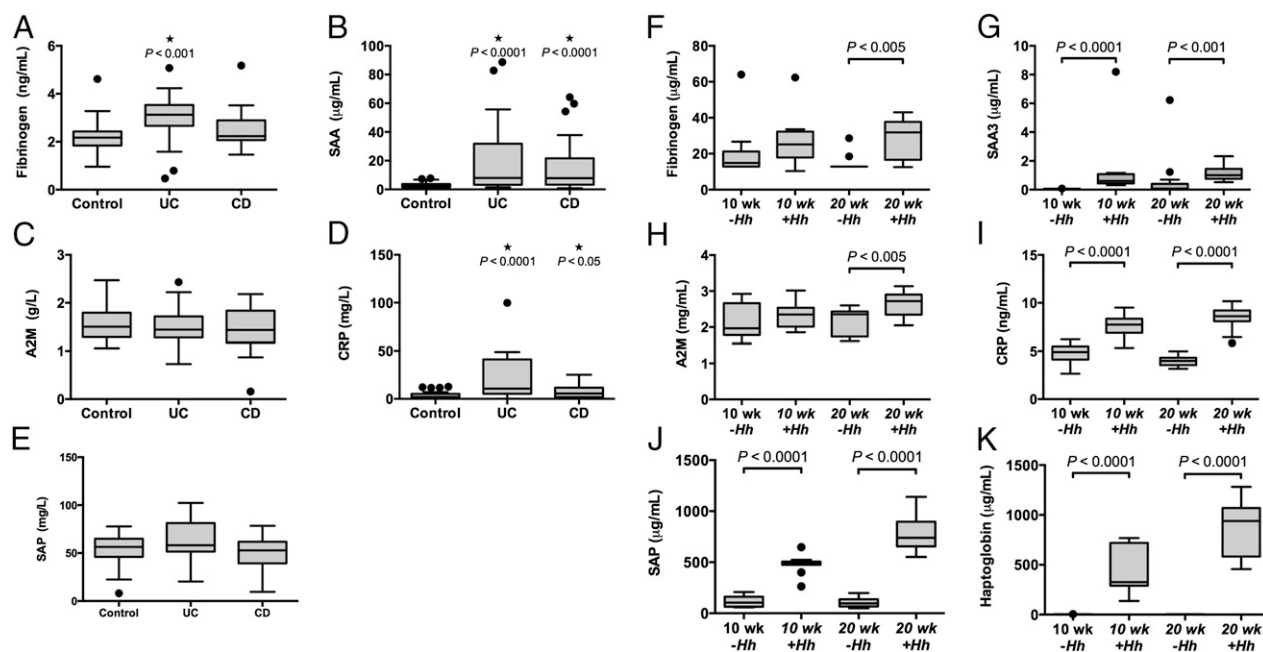 A
★
P < 0.001
Fibrinogen (ng/mL)
6
4
2
0
Control
UC
CD
B
★
★
P < 0.0001
P < 0.0001
SAA (µg/mL)
100
80
60
40
20
0
Control
UC
CD
C
A2M (g/L)
3
2
1
0
Control
UC
CD
D
★
★
P < 0.0001
P < 0.05
CRP (mg/L)
150
100
50
0
Control
UC
CD
E
SAP (mg/L)
150
100
50
0
Control
UC
CD
F
P < 0.005
Fibrinogen (µg/mL)
80
60
40
20
0
10 wk 10 wk 20 wk 20 wk
-Hh +Hh -Hh +Hh
G
P < 0.0001
P < 0.001
SAA3 (µg/mL)
10
8
6
4
2
0
10 wk 10 wk 20 wk 20 wk
-Hh +Hh -Hh +Hh
H
P < 0.005
A2M (mg/mL)
4
3
2
1
0
10 wk 10 wk 20 wk 20 wk
-Hh +Hh -Hh +Hh
I
P < 0.0001
P < 0.0001
CRP (ng/mL)
15
10
5
0
10 wk 10 wk 20 wk 20 wk
-Hh +Hh -Hh +Hh
J
P < 0.0001
P < 0.0001
SAP (µg/mL)
1500
1000
500
0
10 wk 10 wk 20 wk 20 wk
-Hh +Hh -Hh +Hh
K
P < 0.0001
P < 0.0001
Haptoglobin (µg/mL)
1500
1000
500
0
10 wk 10 wk 20 wk 20 wk
-Hh +Hh -Hh +Hh